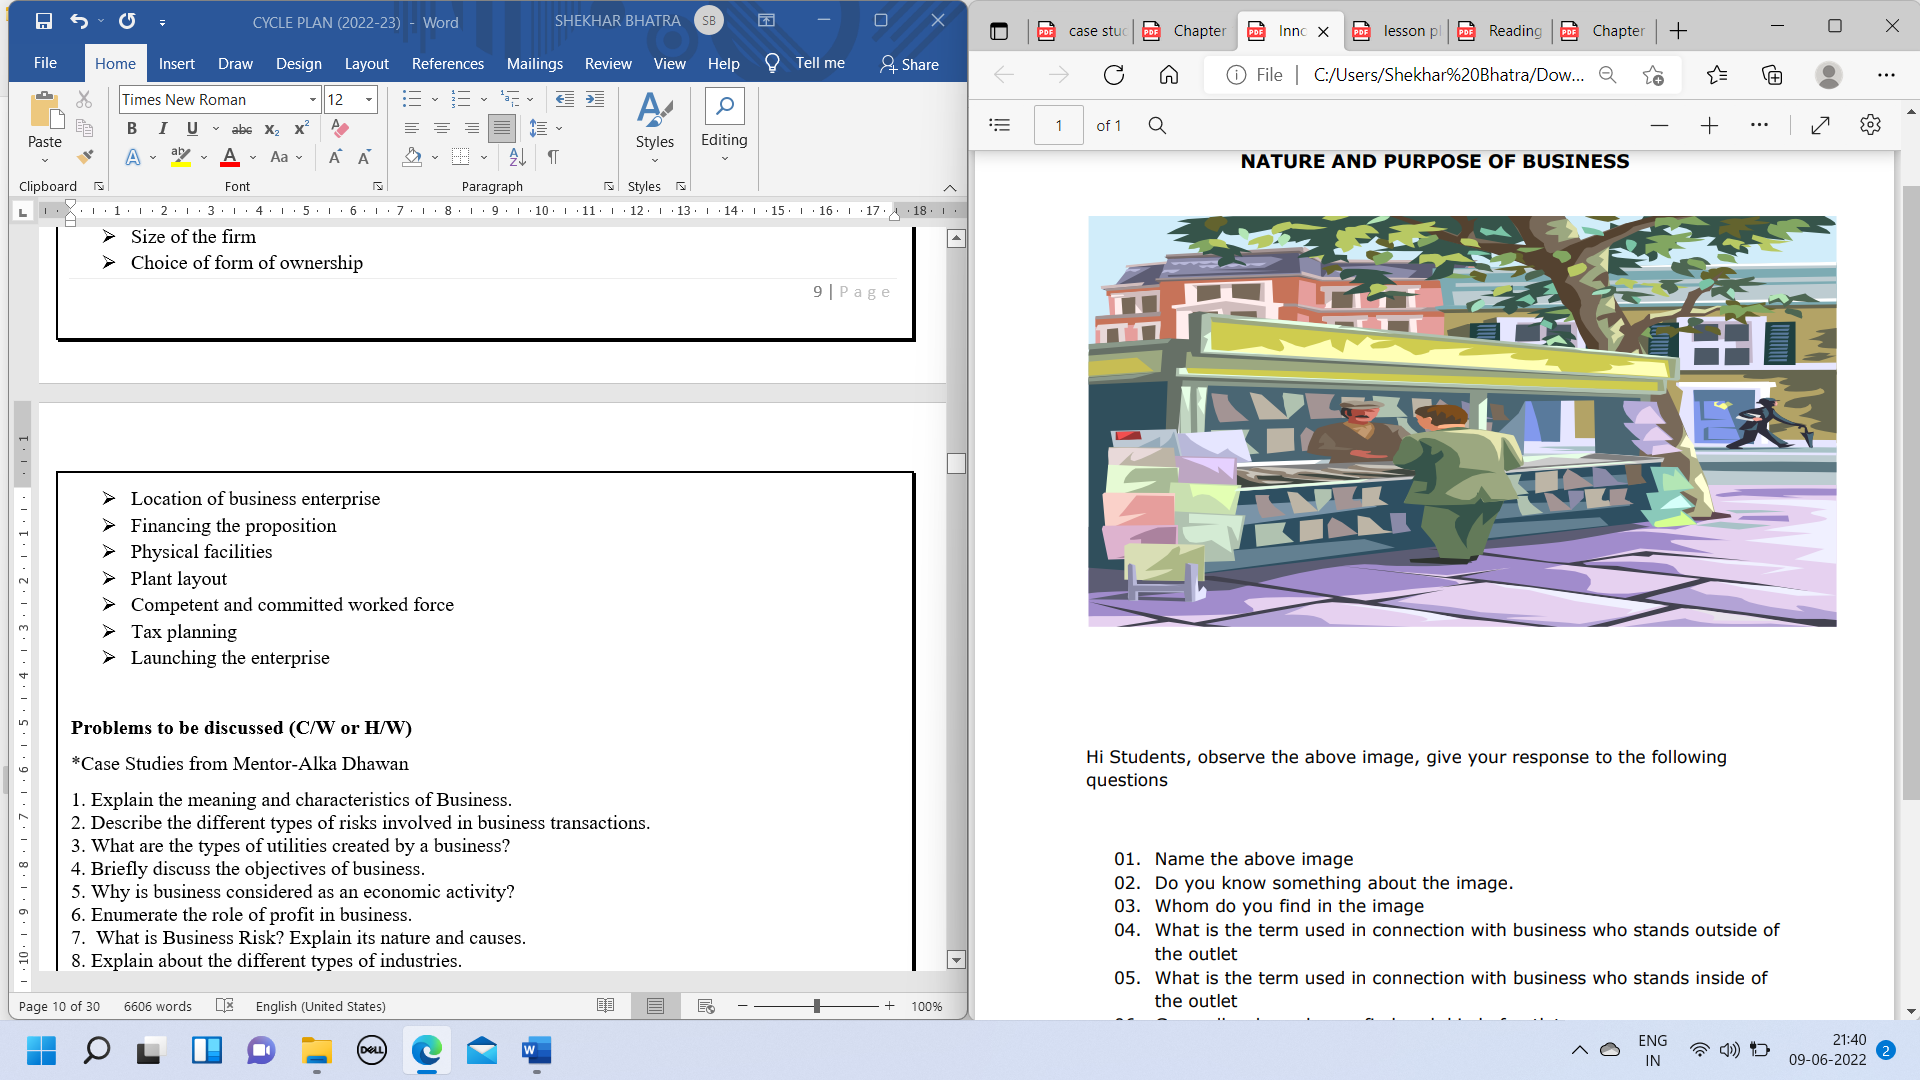 CYCLE PLAN (2022-23) - Word
SHEKHAR BHATRA
SB
File
Home
Insert
Draw
Design
Layout
References
Mailings
Review
View
Help
Tell me
Share
Paste
Clipboard
Times New Roman
12
Font
Paragraph
Styles
Styles
Editing
Size of the firm
Choice of form of ownership
9 | Page
Location of business enterprise
Financing the proposition
Physical facilities
Plant layout
Competent and committed worked force
Tax planning
Launching the enterprise
Problems to be discussed (C/W or H/W)
*Case Studies from Mentor-Alka Dhawan
1. Explain the meaning and characteristics of Business.
2. Describe the different types of risks involved in business transactions.
3. What are the types of utilities created by a business?
4. Briefly discuss the objectives of business.
5. Why is business considered as an economic activity?
6. Enumerate the role of profit in business.
7. What is Business Risk? Explain its nature and causes.
8. Explain about the different types of industries.
Page 10 of 30
6606 words
English (United States)
100%
case stuc
Chapter
Innc
lesson pl
Reading
Chapter
File
C:/Users/Shekhar%20Bhatra/Dow...
1
of 1
NATURE AND PURPOSE OF BUSINESS
Hi Students, observe the above image, give your response to the following
questions
01. Name the above image
02. Do you know something about the image.
03. Whom do you find in the image
04. What is the term used in connection with business who stands outside of
the outlet
05. What is the term used in connection with business who stands inside of
the outlet
DELL
ENG
IN
21:40
09-06-2022
2